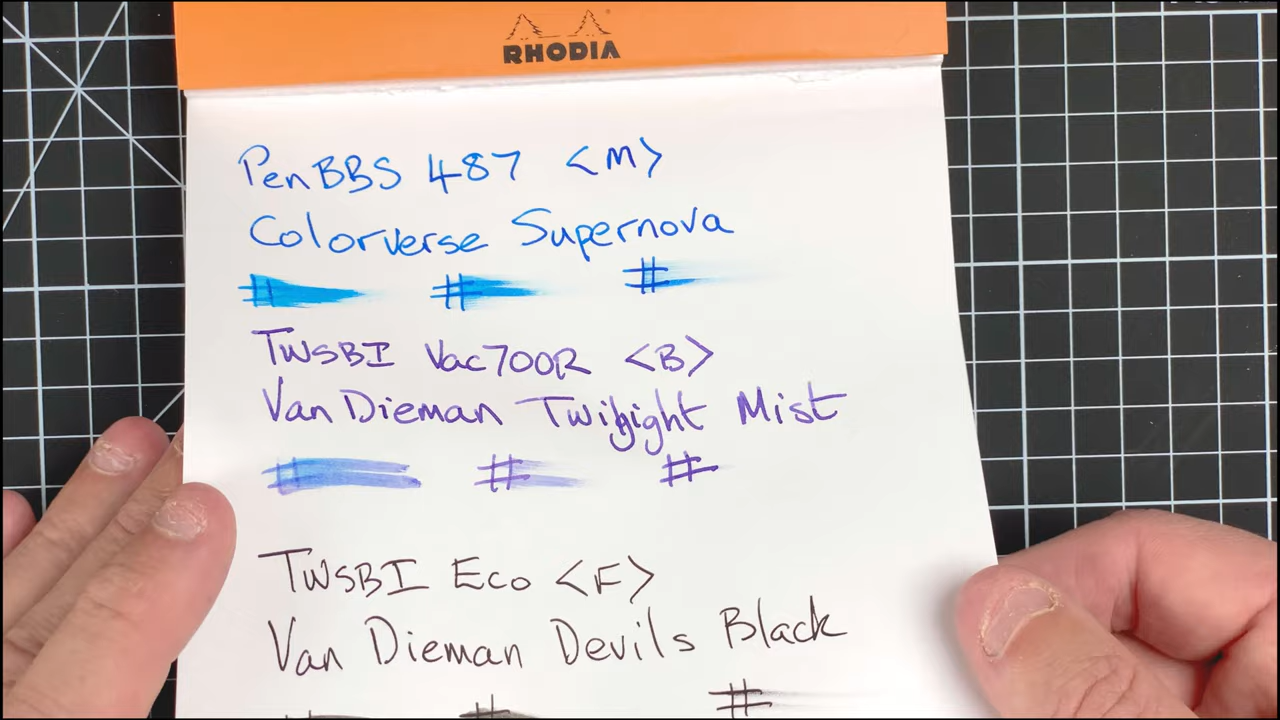 RHODIA
PenBBS 487 <M>
Colorverse Supernova
# # #
TWSBI Vac700R <B>
Van Dieman Twilight Mist
# # #
TWSBI Eco <F>
Van Dieman Devils Black
# # #